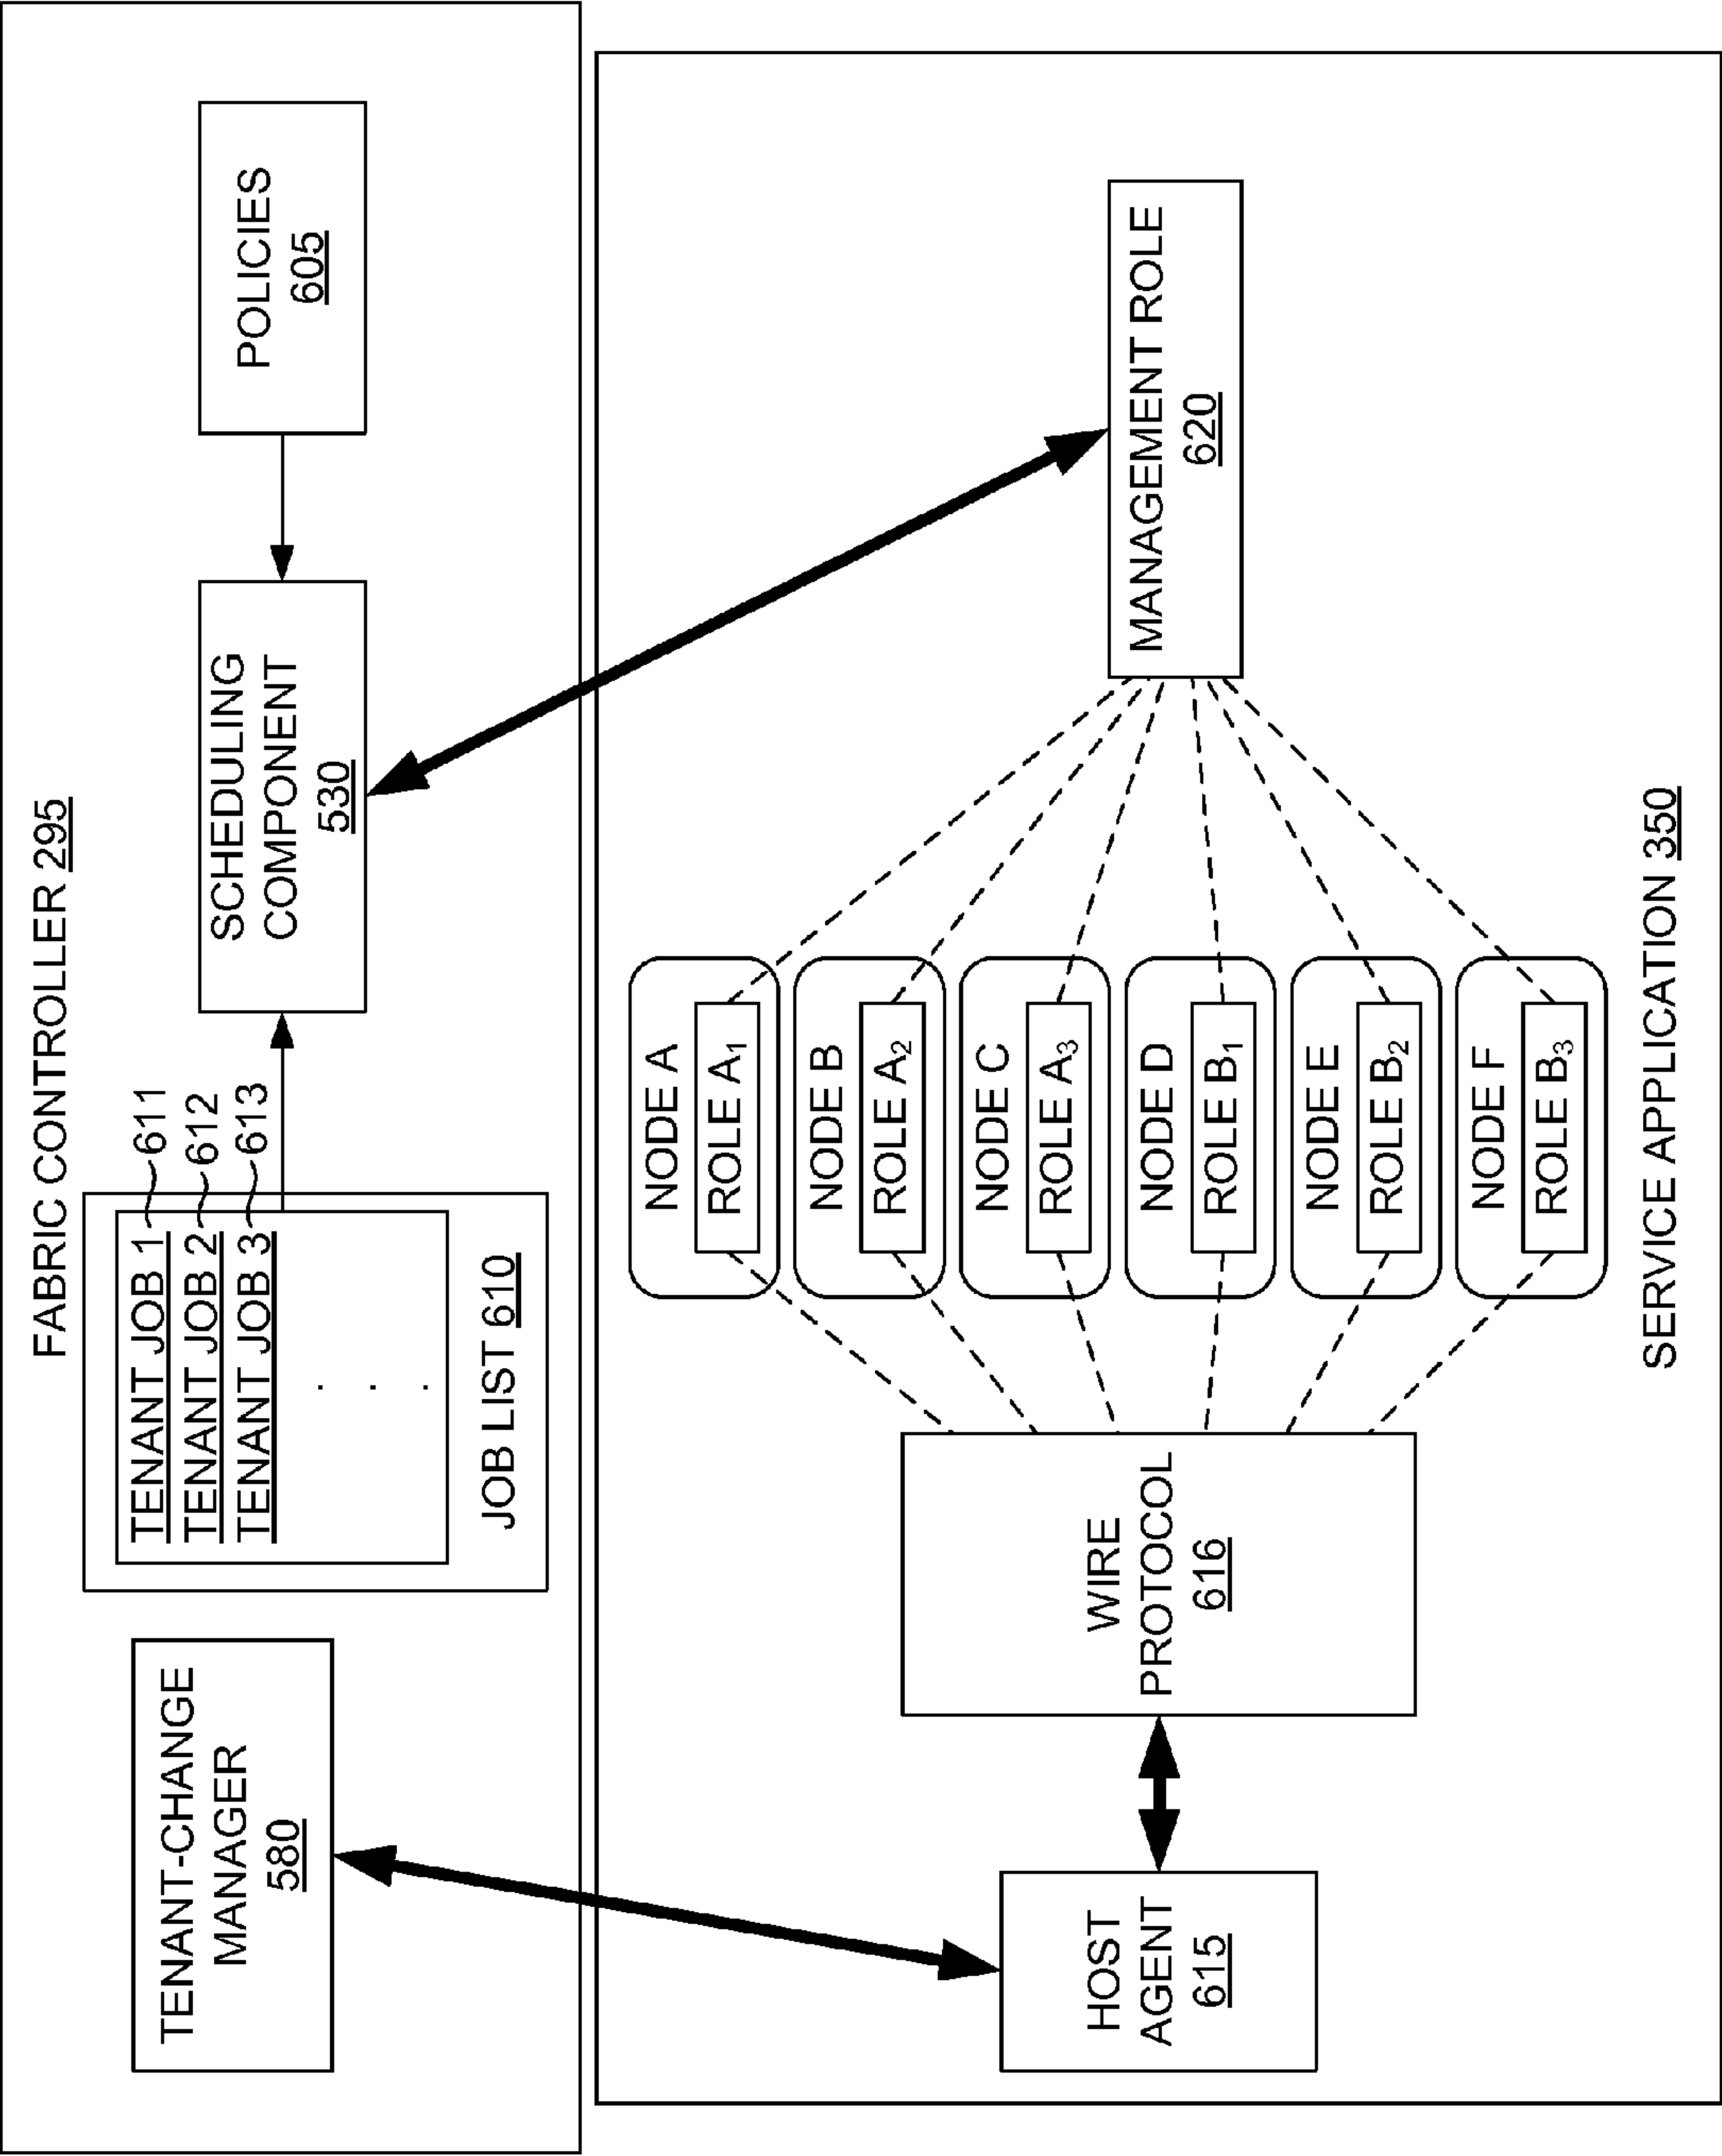 FABRIC CONTROLLER 295
TENANT-CHANGE
MANAGER
580
TENANT JOB 1
611
TENANT JOB 2
612
TENANT JOB 3
613
.
.
.
JOB LIST 610
SCHEDULING
COMPONENT
530
POLICIES
605
HOST
AGENT
615
WIRE
PROTOCOL
616
NODE A
ROLE A₁
NODE B
ROLE A₂
NODE C
ROLE A₃
NODE D
ROLE B₁
NODE E
ROLE B₂
NODE F
ROLE B₃
MANAGEMENT ROLE
620
SERVICE APPLICATION 350